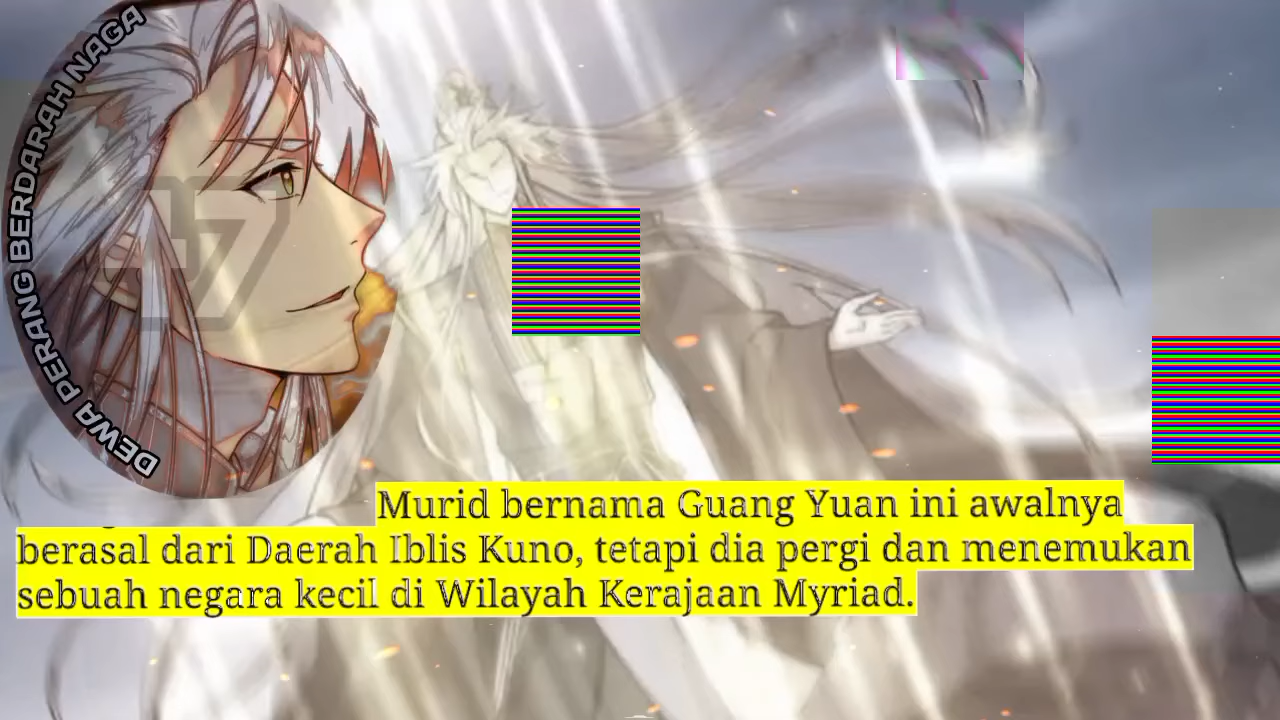 DEWA PERANG BERDARAH NAGA
+7
Murid bernama Guang Yuan ini awalnya
berasal dari Daerah Iblis Kuno, tetapi dia pergi dan menemukan
sebuah negara kecil di Wilayah Kerajaan Myriad.